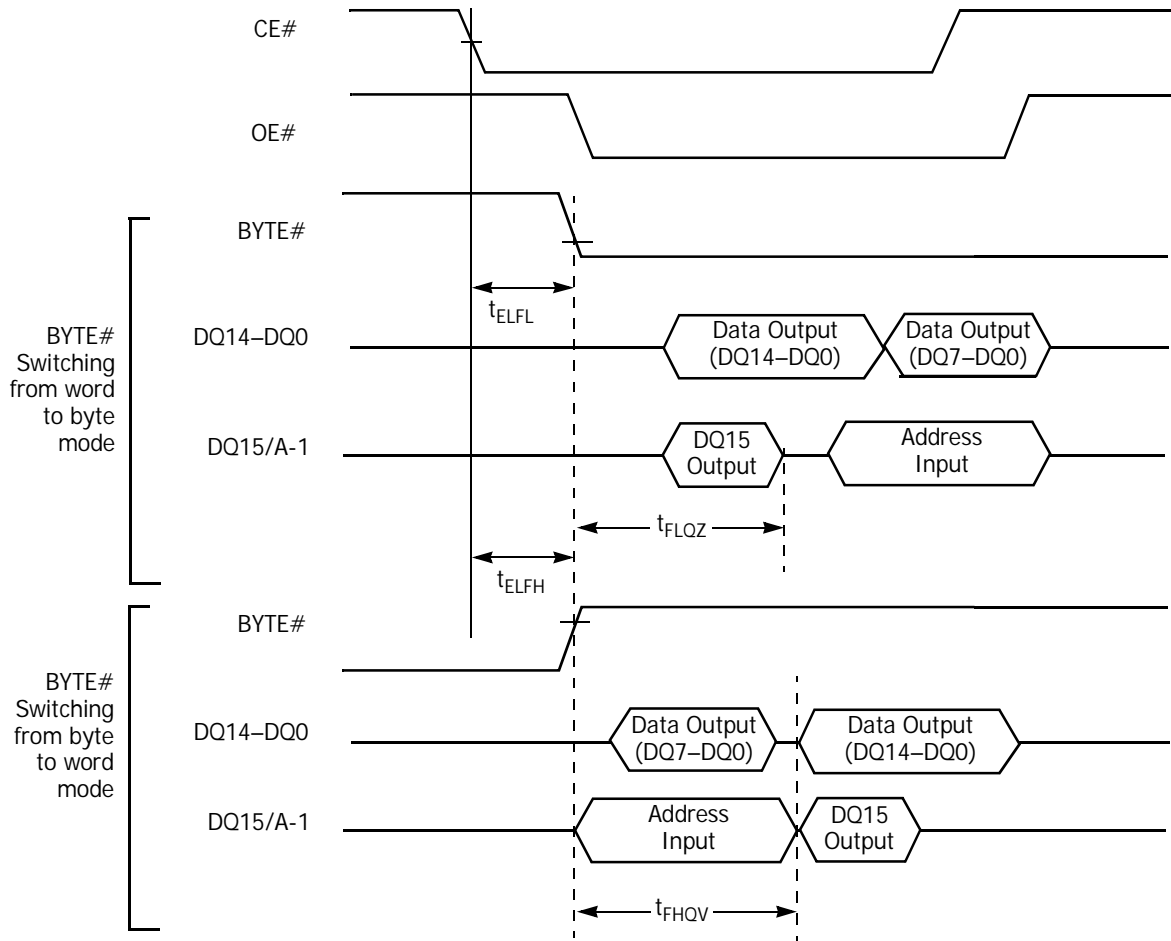 CE#
OE#
BYTE#
tELFL
BYTE#
Switching
from word
to byte
mode
DQ14–DQ0
Data Output
(DQ14–DQ0)
Data Output
(DQ7–DQ0)
DQ15/A-1
DQ15
Output
Address
Input
tFLQZ
tELFH
BYTE#
BYTE#
Switching
from byte
to word
mode
DQ14–DQ0
Data Output
(DQ7–DQ0)
Data Output
(DQ14–DQ0)
DQ15/A-1
Address
Input
DQ15
Output
tFHQV